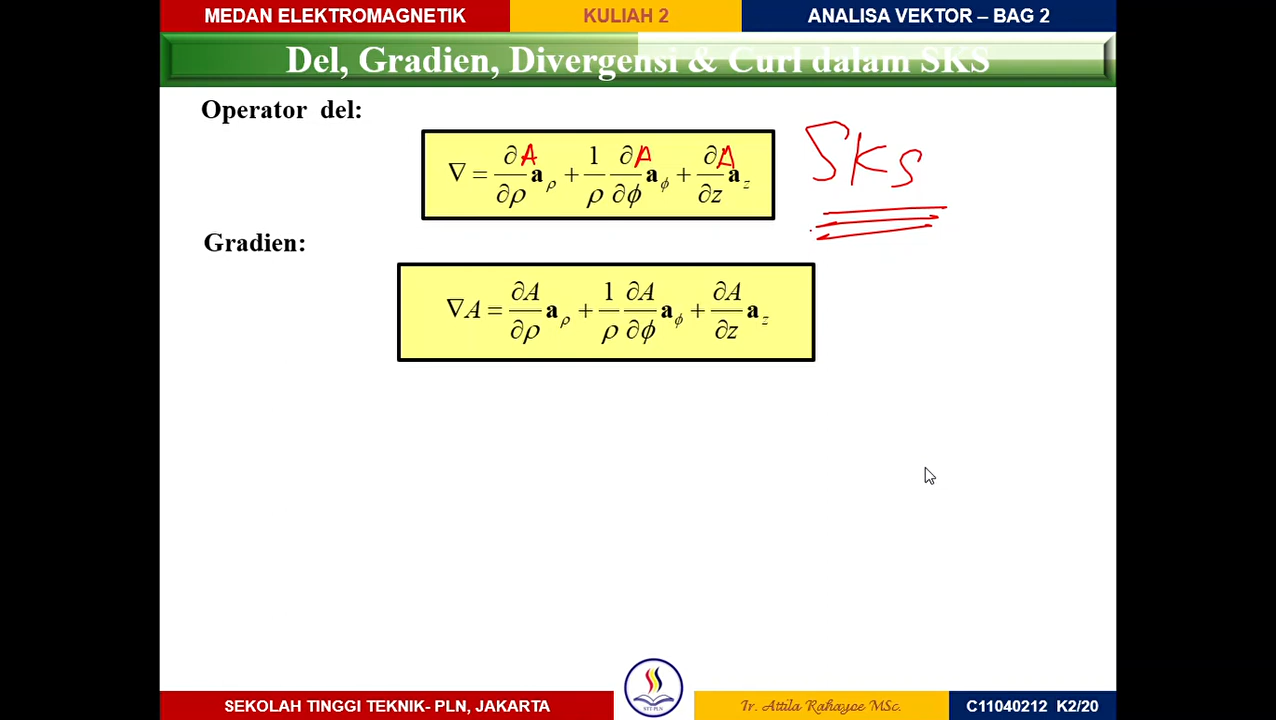 MEDAN ELEKTROMAGNETIK KULIAH 2 ANALISA VEKTOR – BAG 2
Del, Gradien, Divergensi & Curl dalam SKS
Operator del:
∇ = ∂A/∂ρ a_ρ + 1/ρ ∂A/∂ϕ a_ϕ + ∂A/∂z a_z
SKS
Gradien:
∇A = ∂A/∂ρ a_ρ + 1/ρ ∂A/∂ϕ a_ϕ + ∂A/∂z a_z
STT PLN
SEKOLAH TINGGI TEKNIK- PLN, JAKARTA Ir. Attila Rahayoe MSc. C11040212 K2/20